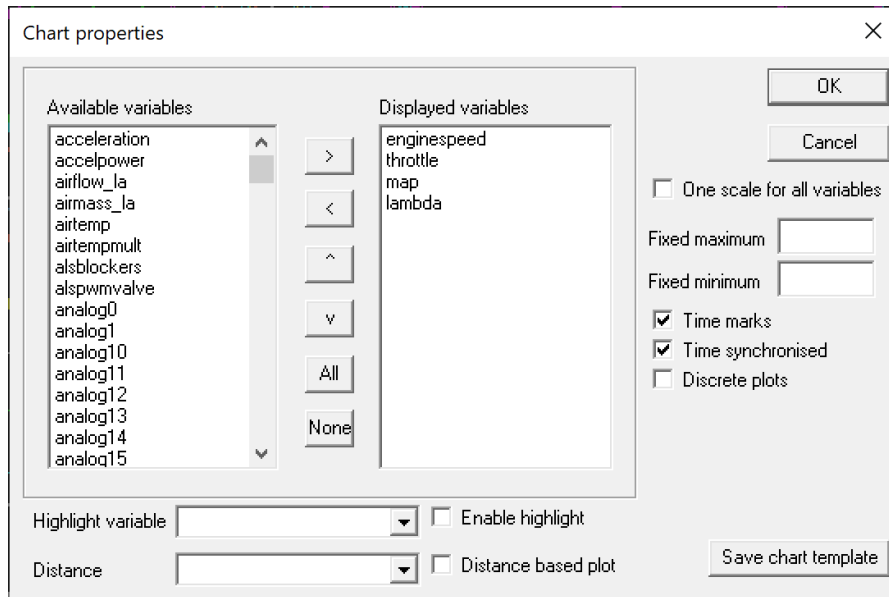 Chart properties
Available variables
acceleration
accelpower
airflow_la
airmass_la
airtemp
airtempmult
alsblockers
alspwmvalve
analog0
analog1
analog10
analog11
analog12
analog13
analog14
analog15
>
<
^
v
All
None
Displayed variables
enginespeed
throttle
map
lambda
OK
Cancel
One scale for all variables
Fixed maximum
Fixed minimum
Time marks
Time synchronised
Discrete plots
Highlight variable
Enable highlight
Distance
Distance based plot
Save chart template